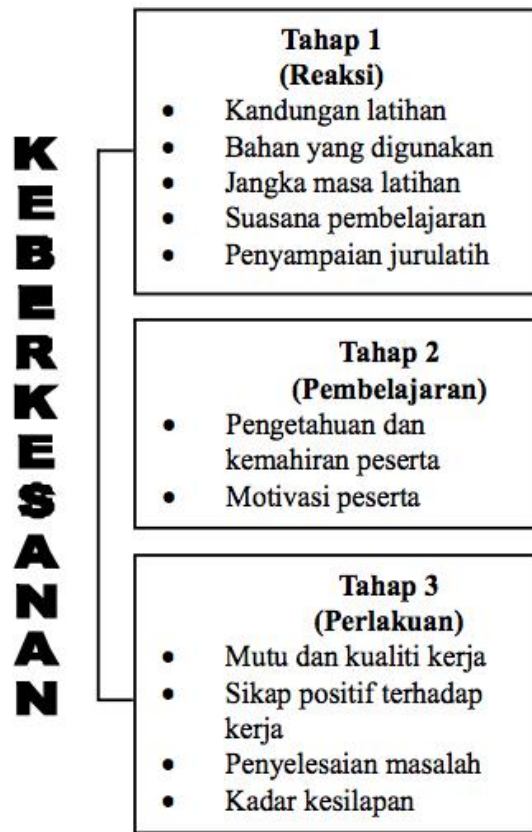 KEBERKESANAN
Tahap 1
(Reaksi)
• Kandungan latihan
• Bahan yang digunakan
• Jangka masa latihan
• Suasana pembelajaran
• Penyampaian jurulatih
Tahap 2
(Pembelajaran)
• Pengetahuan dan
kemahiran peserta
• Motivasi peserta
Tahap 3
(Perlakuan)
• Mutu dan kualiti kerja
• Sikap positif terhadap
kerja
• Penyelesaian masalah
• Kadar kesilapan